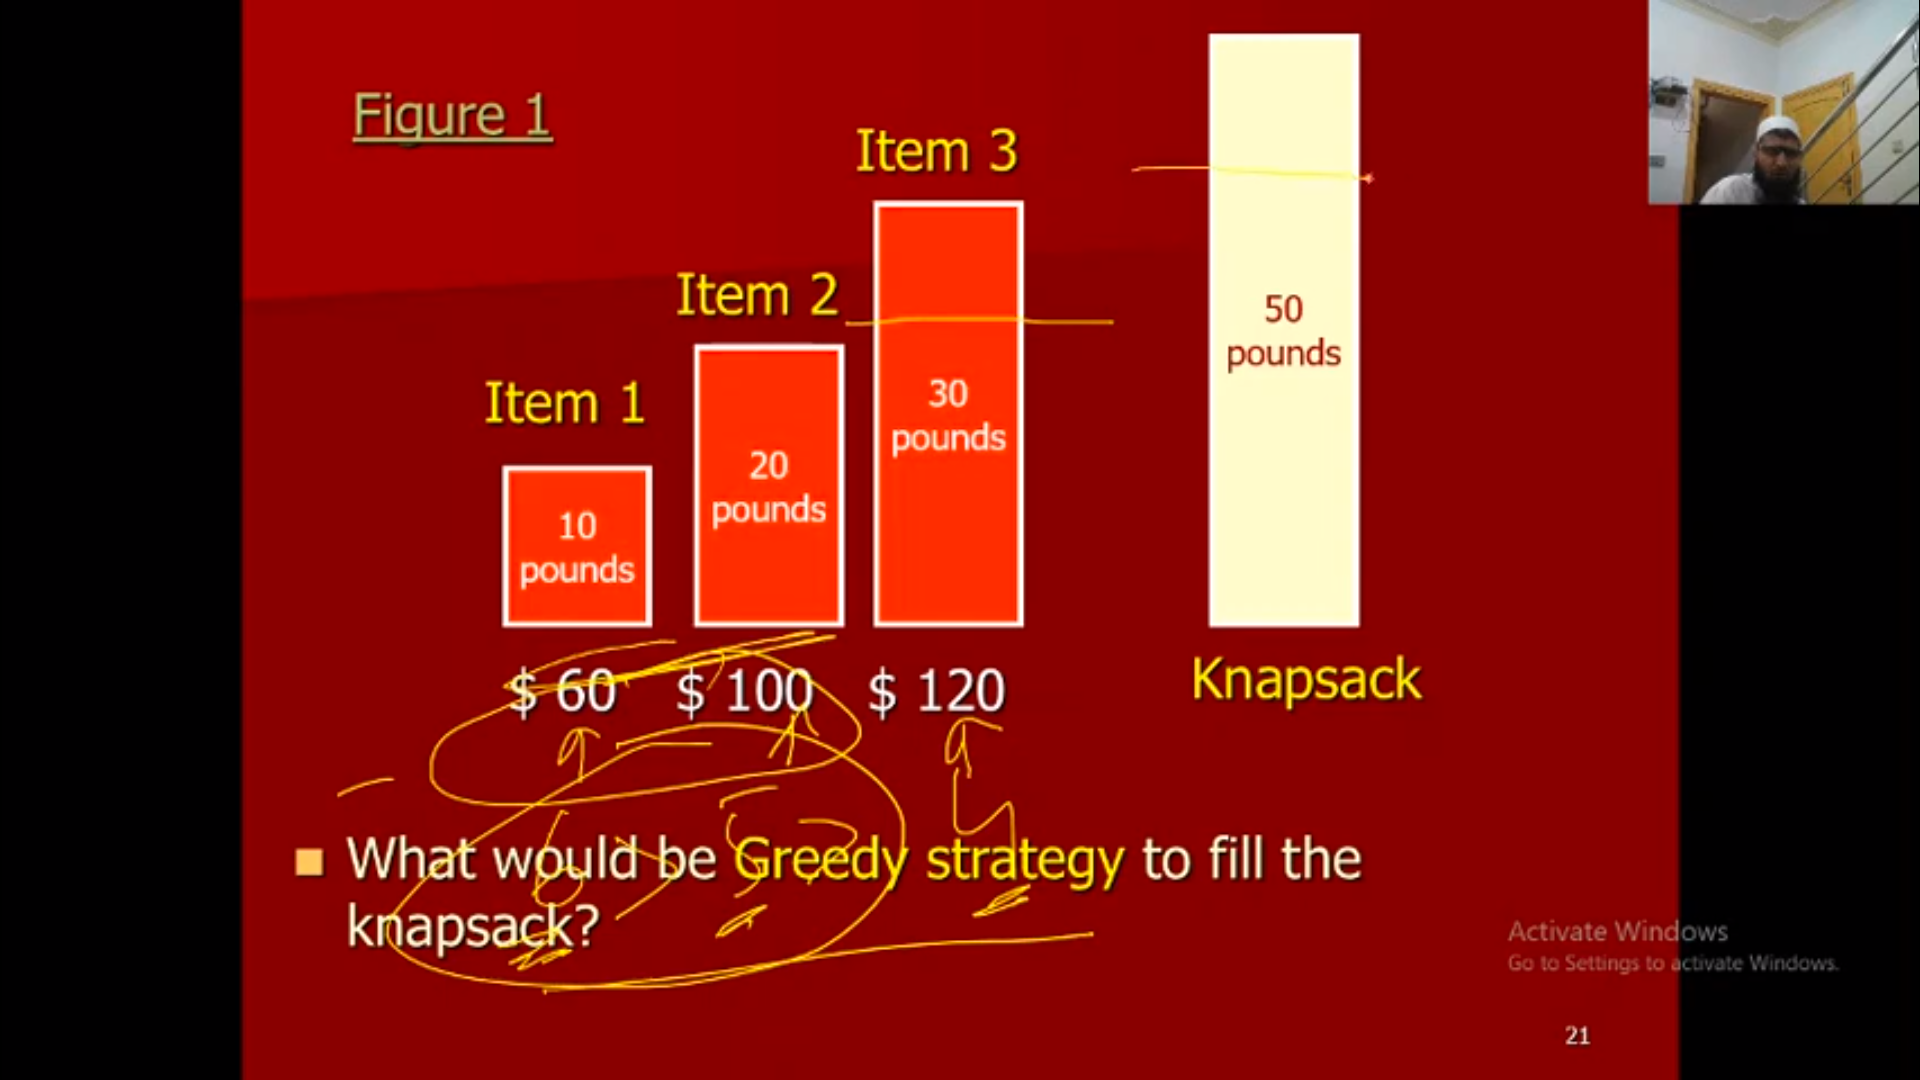 Figure 1
Item 3
Item 2
Item 1
50
pounds
30
pounds
20
pounds
10
pounds
$ 60
$ 100
$ 120
Knapsack
What would be Greedy strategy to fill the
knapsack?
Activate Windows
Go to Settings to activate Windows.
21